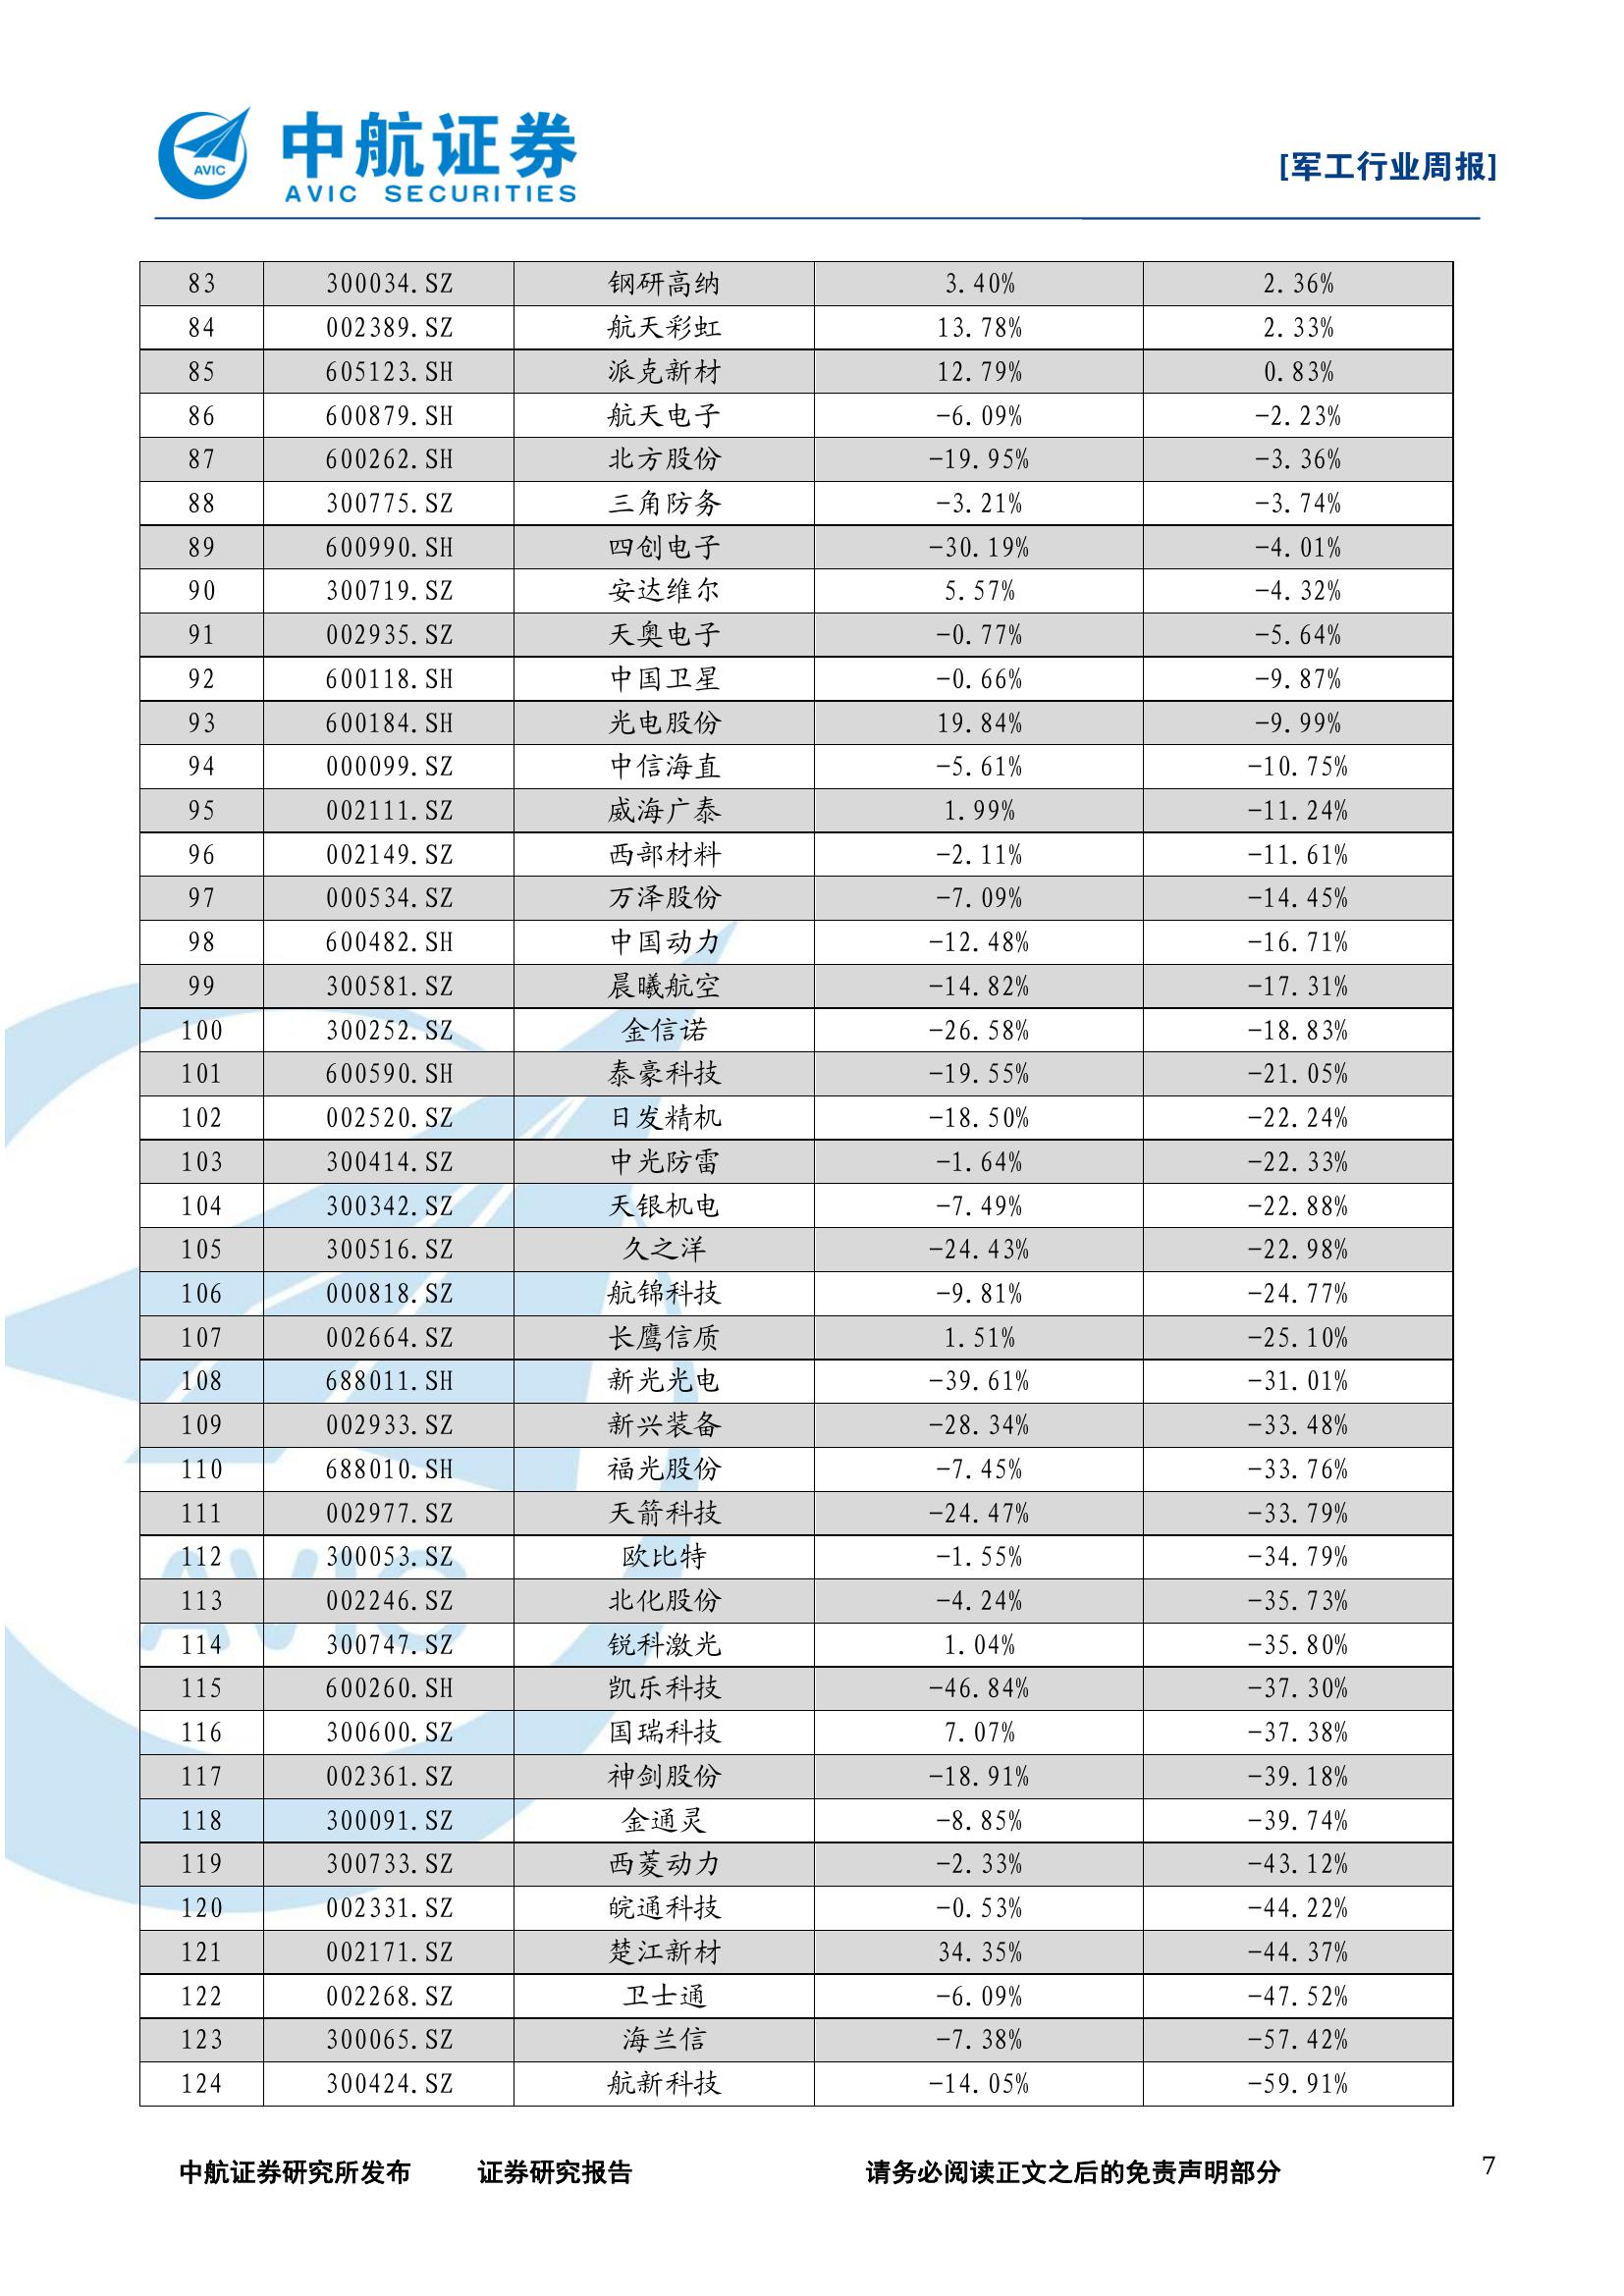 中航证券
AVIC
AVIC SECURITIES
[军工行业周报]
83 300034.SZ 钢研高纳 3.40% 2.36%
84 002389.SZ 航天彩虹 13.78% 2.33%
85 605123.SH 派克新材 12.79% 0.83%
86 600879.SH 航天电子 -6.09% -2.23%
87 600262.SH 北方股份 -19.95% -3.36%
88 300775.SZ 三角防务 -3.21% -3.74%
89 600990.SH 四创电子 -30.19% -4.01%
90 300719.SZ 安达维尔 5.57% -4.32%
91 002935.SZ 天奥电子 -0.77% -5.64%
92 600118.SH 中国卫星 -0.66% -9.87%
93 600184.SH 光电股份 19.84% -9.99%
94 000099.SZ 中信海直 -5.61% -10.75%
95 002111.SZ 威海广泰 1.99% -11.24%
96 002149.SZ 西部材料 -2.11% -11.61%
97 000534.SZ 万泽股份 -7.09% -14.45%
98 600482.SH 中国动力 -12.48% -16.71%
99 300581.SZ 晨曦航空 -14.82% -17.31%
100 300252.SZ 金信诺 -26.58% -18.83%
101 600590.SH 泰豪科技 -19.55% -21.05%
102 002520.SZ 日发精机 -18.50% -22.24%
103 300414.SZ 中光防雷 -1.64% -22.33%
104 300342.SZ 天银机电 -7.49% -22.88%
105 300516.SZ 久之洋 -24.43% -22.98%
106 000818.SZ 航锦科技 -9.81% -24.77%
107 002664.SZ 长鹰信质 1.51% -25.10%
108 688011.SH 新光光电 -39.61% -31.01%
109 002933.SZ 新兴装备 -28.34% -33.48%
110 688010.SH 福光股份 -7.45% -33.76%
111 002977.SZ 天箭科技 -24.47% -33.79%
112 300053.SZ 欧比特 -1.55% -34.79%
113 002246.SZ 北化股份 -4.24% -35.73%
114 300747.SZ 锐科激光 1.04% -35.80%
115 600260.SH 凯乐科技 -46.84% -37.30%
116 300600.SZ 国瑞科技 7.07% -37.38%
117 002361.SZ 神剑股份 -18.91% -39.18%
118 300091.SZ 金通灵 -8.85% -39.74%
119 300733.SZ 西菱动力 -2.33% -43.12%
120 002331.SZ 皖通科技 -0.53% -44.22%
121 002171.SZ 楚江新材 34.35% -44.37%
122 002268.SZ 卫士通 -6.09% -47.52%
123 300065.SZ 海兰信 -7.38% -57.42%
124 300424.SZ 航新科技 -14.05% -59.91%
AVIC
中航证券研究所发布 证券研究报告 请务必阅读正文之后的免责声明部分 7